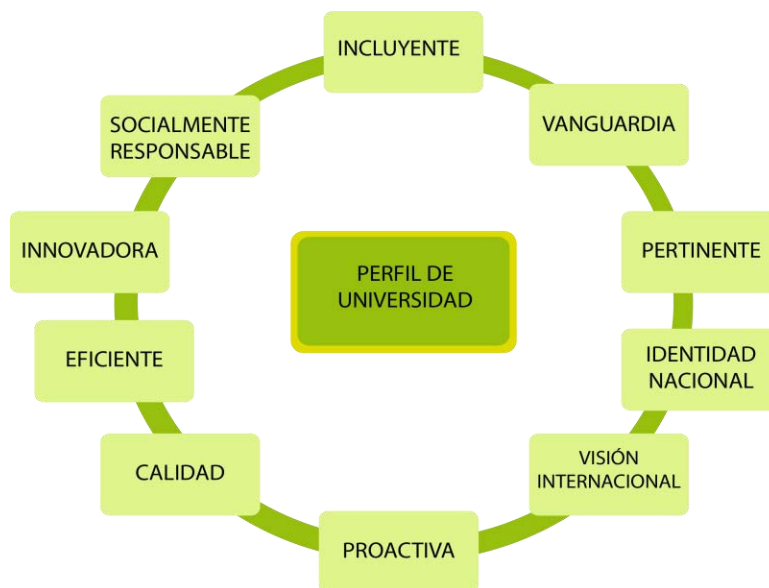 INCLUYENTE
VANGUARDIA
PERTINENTE
IDENTIDAD
NACIONAL
VISIÓN
INTERNACIONAL
PROACTIVA
CALIDAD
EFICIENTE
INNOVADORA
SOCIALMENTE
RESPONSABLE
PERFIL DE
UNIVERSIDAD